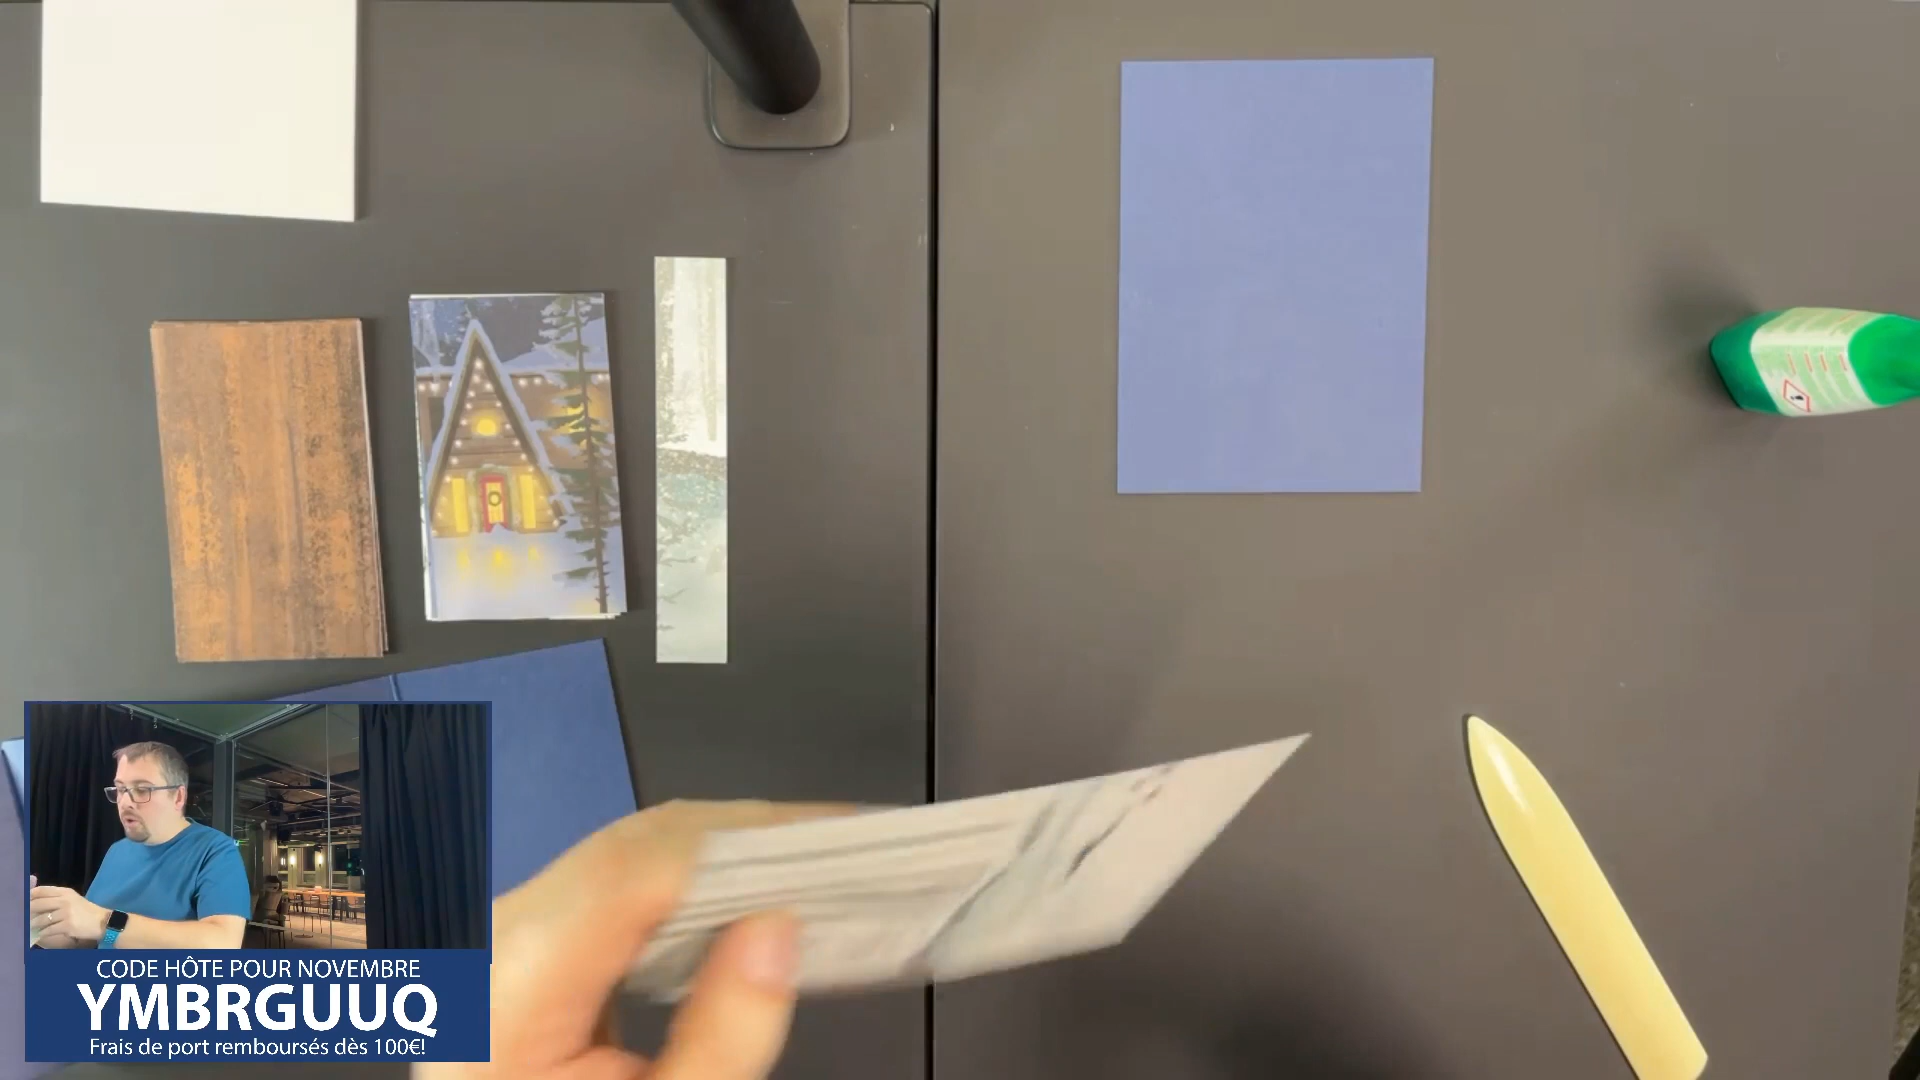 CODE HÔTE POUR NOVEMBRE
YMBRGUUQ
Frais de port remboursés dès 100€!